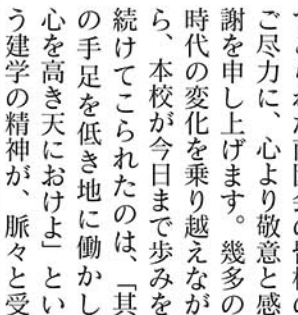 ご尽力に、心より敬意と感
謝を申し上げます。幾多の
時代の変化を乗り越えなが
ら、本校が今日まで歩みを
続けてこられたのは、「其
の手足を低き地に働かし
心を高き天におけよ」とい
う建学の精神が、脈々と受